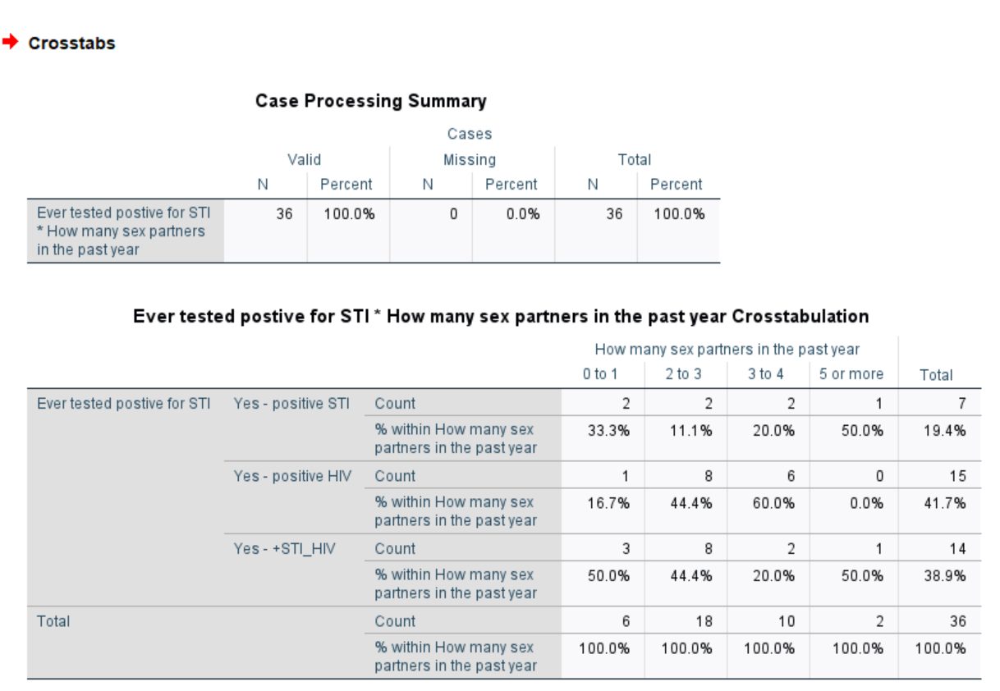 Crosstabs
Case Processing Summary
Cases
Valid Missing Total
N Percent N Percent N Percent
Ever tested postive for STI
* How many sex partners
in the past year
36 100.0% 0 0.0% 36 100.0%
Ever tested postive for STI * How many sex partners in the past year Crosstabulation
How many sex partners in the past year
0 to 1 2 to 3 3 to 4 5 or more Total
Ever tested postive for STI Yes - positive STI Count 2 2 2 1 7
% within How many sex
partners in the past year
33.3% 11.1% 20.0% 50.0% 19.4%
Yes - positive HIV Count 1 8 6 0 15
% within How many sex
partners in the past year
16.7% 44.4% 60.0% 0.0% 41.7%
Yes - +STI_HIV Count 3 8 2 1 14
% within How many sex
partners in the past year
50.0% 44.4% 20.0% 50.0% 38.9%
Total Count 6 18 10 2 36
% within How many sex
partners in the past year
100.0% 100.0% 100.0% 100.0% 100.0%